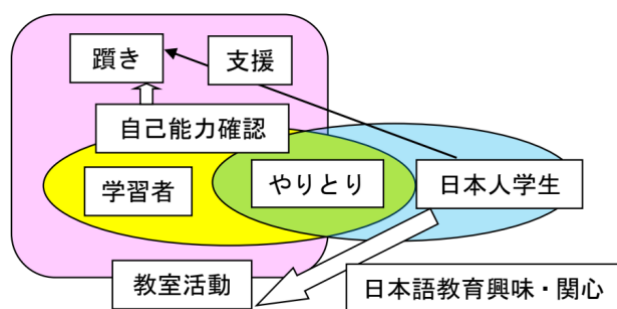 躓き
支援
自己能力確認
学習者
やりとり
日本人学生
教室活動
日本語教育興味・関心